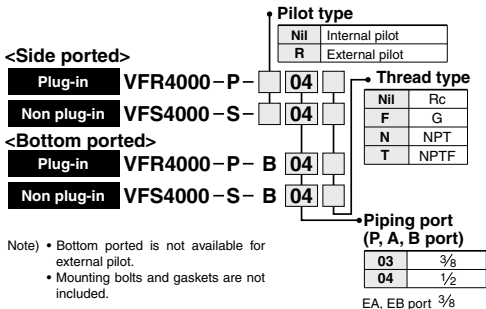 Pilot type
Nil Internal pilot
R External pilot
<Side ported>
Plug-in VFR4000-P- 04
Non plug-in VFS4000-S- 04
<Bottom ported>
Plug-in VFR4000-P- B 04
Non plug-in VFS4000-S- B 04
Thread type
Nil Rc
F G
N NPT
T NPTF
Note) • Bottom ported is not available for
external pilot.
• Mounting bolts and gaskets are not
included.
Piping port
(P, A, B port)
03 3/8
04 1/2
EA, EB port 3/8